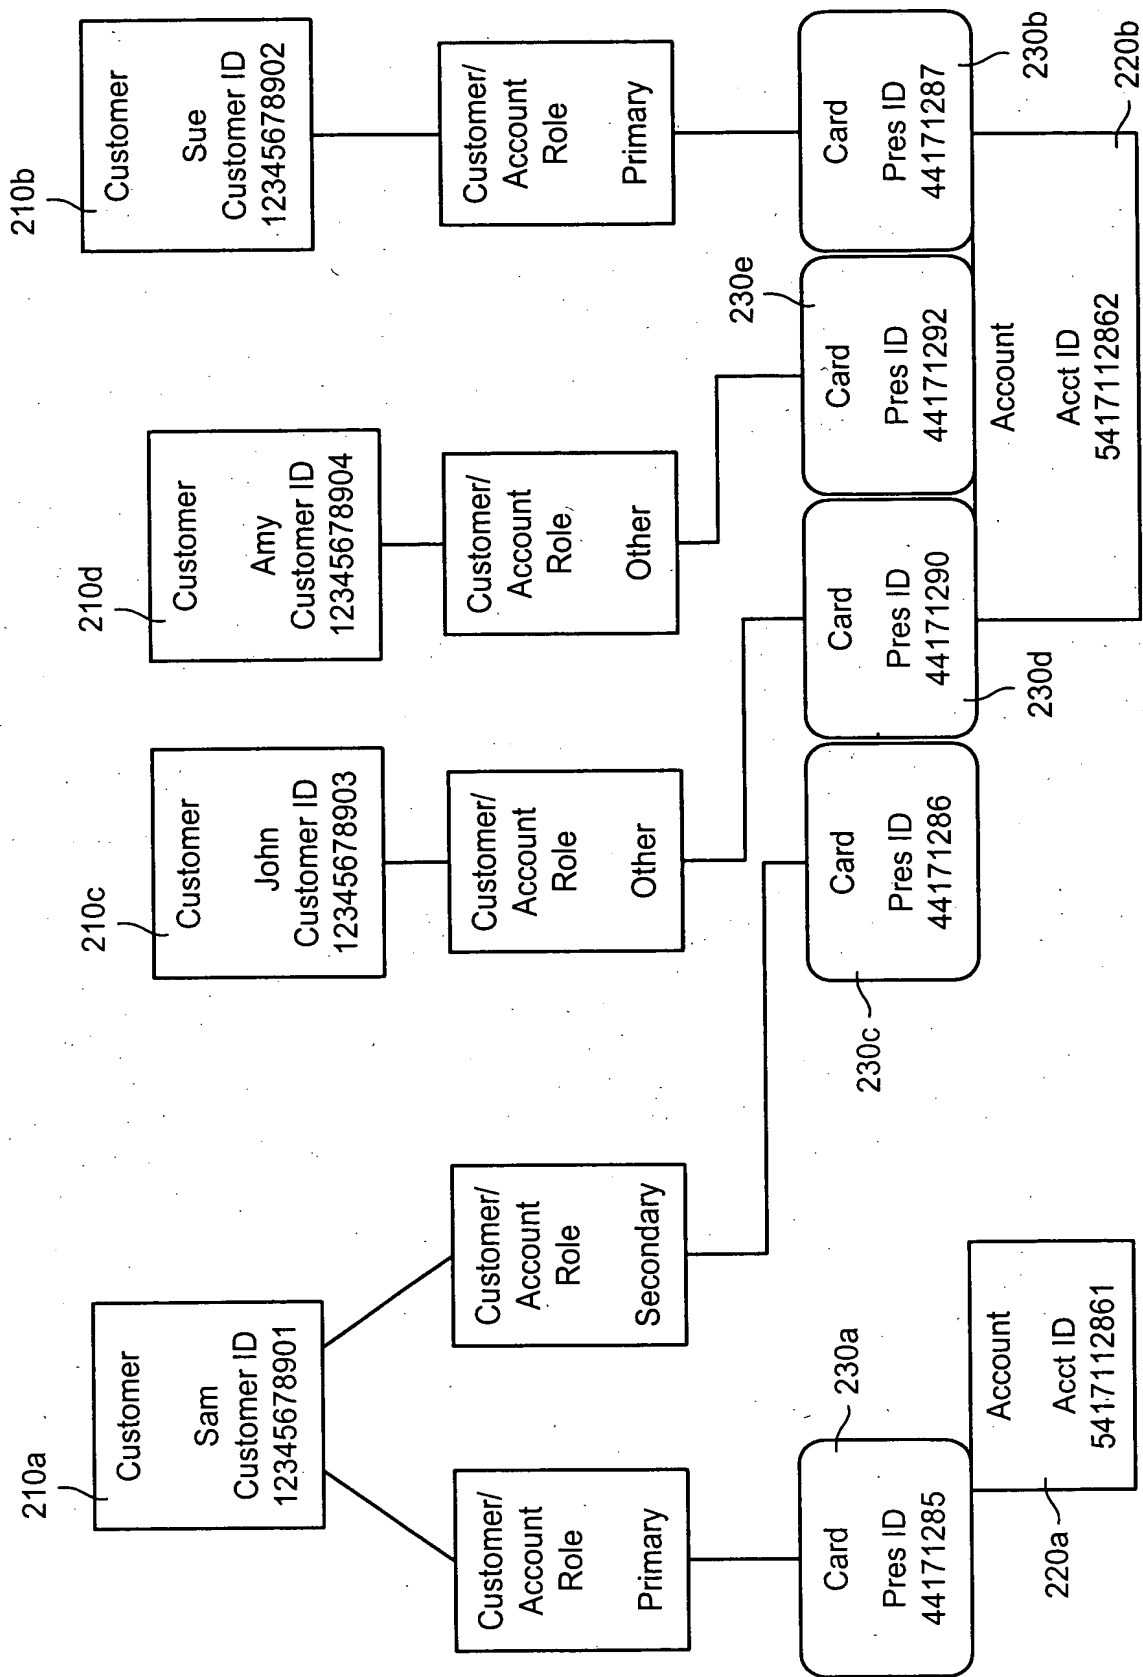 210a
Customer
Sam
Customer ID
12345678901
210c
Customer
John
Customer ID
12345678903
210d
Customer
Amy
Customer ID
12345678904
210b
Customer
Sue
Customer ID
12345678902
Customer/
Account
Role
Primary
Customer/
Account
Role
Secondary
Customer/
Account
Role
Other
Customer/
Account
Role
Other
Customer/
Account
Role
Primary
230a
Card
Pres ID
44171285
230c
Card
Pres ID
44171286
230d
Card
Pres ID
44171290
230e
Card
Pres ID
44171292
230b
Card
Pres ID
44171287
220a
Account
Acct ID
5417112861
220b
Account
Acct ID
5417112862